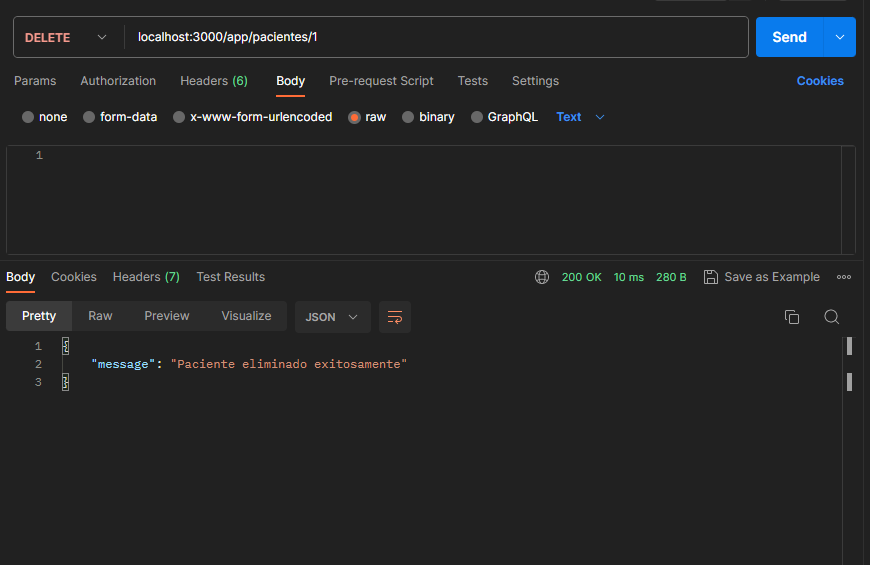 DELETE localhost:3000/app/pacientes/1 Send
Params Authorization Headers (6) Body Pre-request Script Tests Settings Cookies
none form-data x-www-form-urlencoded raw binary GraphQL Text
1
Body Cookies Headers (7) Test Results 200 OK 10 ms 280 B Save as Example
Pretty Raw Preview Visualize JSON
1 {
2 "message": "Paciente eliminado exitosamente"
3 }